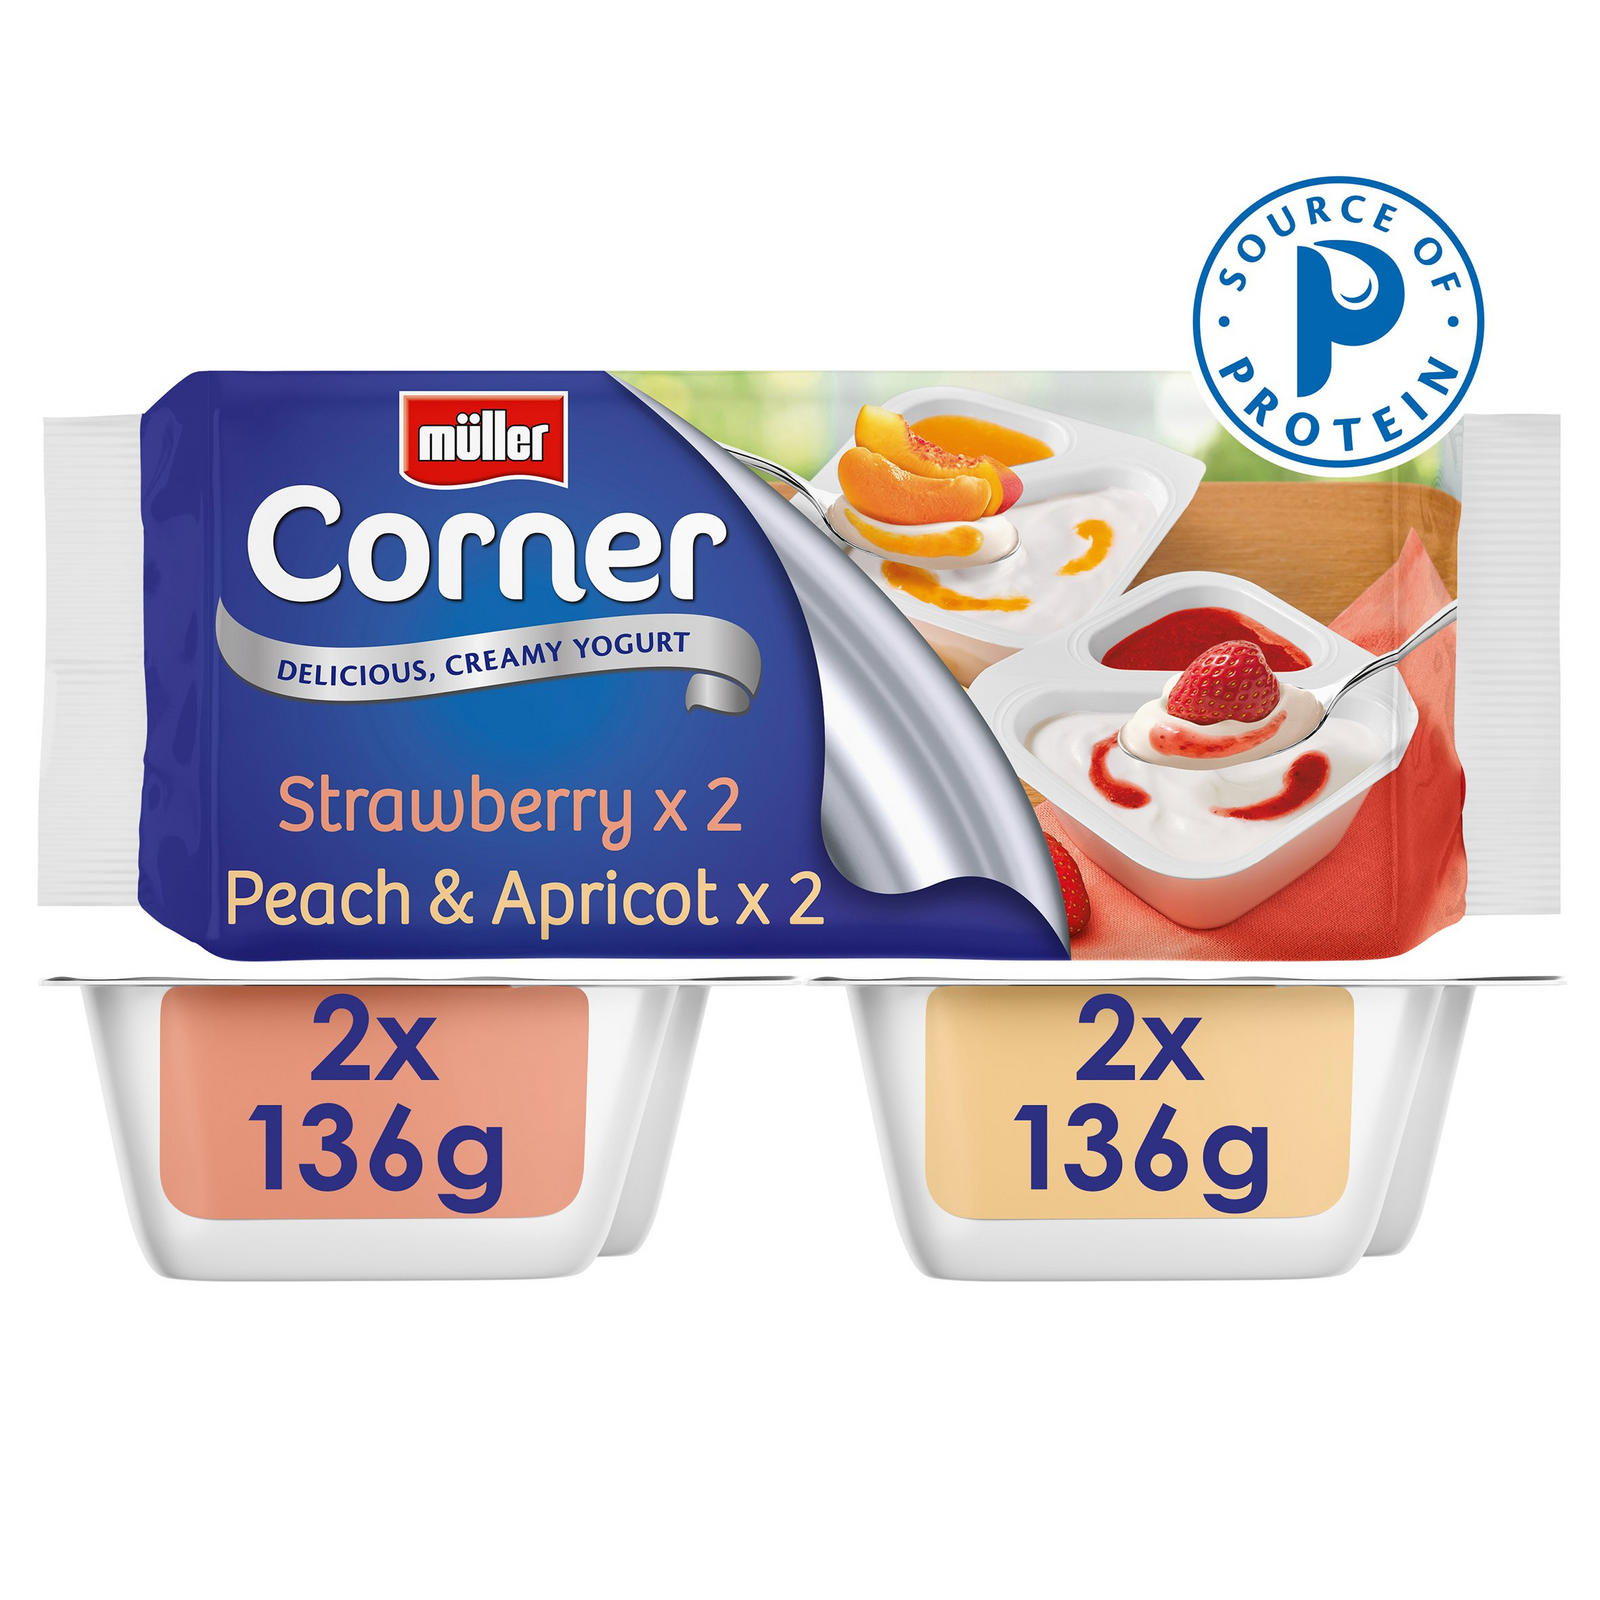 SOURCE OF
P
PROTEIN
müller
Corner
DELICIOUS, CREAMY YOGURT
Strawberry x 2
Peach & Apricot x 2
2x
136g
2x
136g